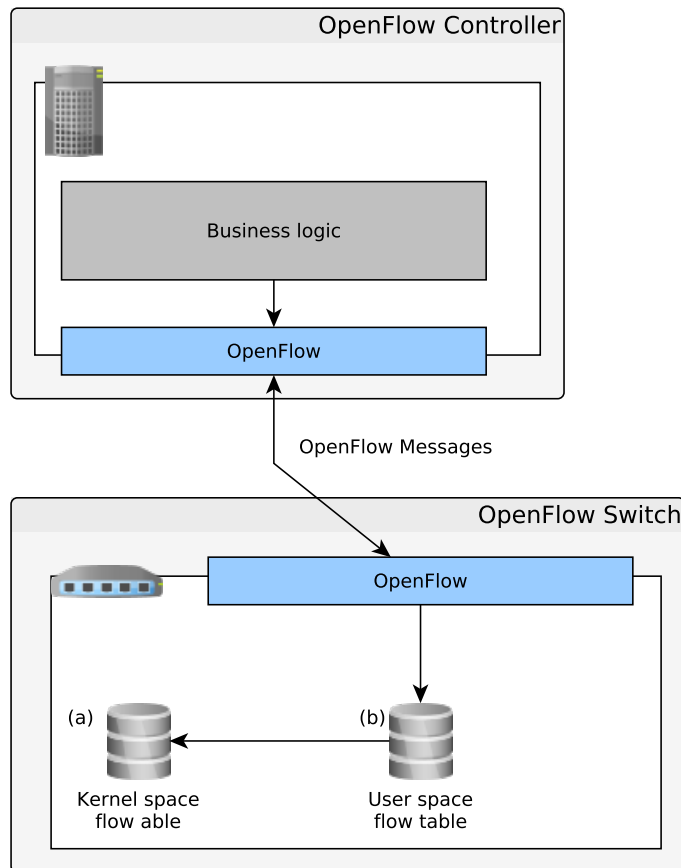 OpenFlow Controller
Business logic
OpenFlow
OpenFlow Messages
OpenFlow Switch
OpenFlow
(a)
(b)
Kernel space
flow able
User space
flow table